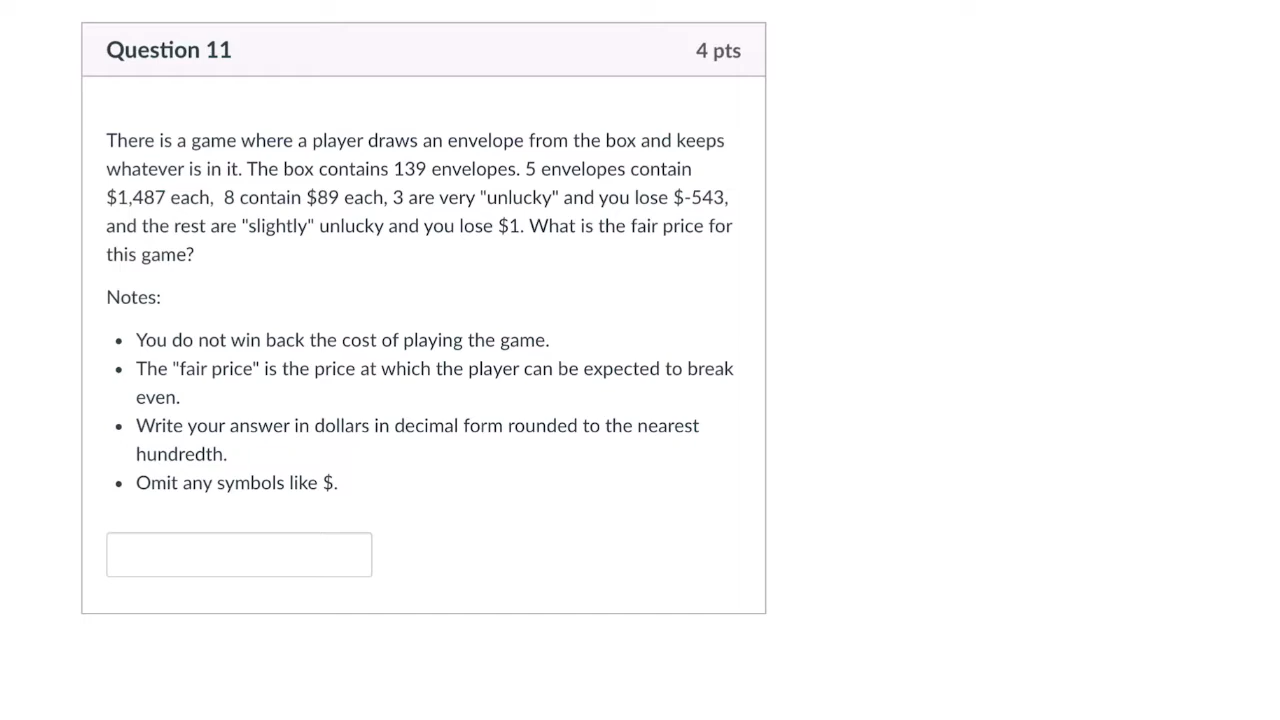 Question 11
4 pts
There is a game where a player draws an envelope from the box and keeps
whatever is in it. The box contains 139 envelopes. 5 envelopes contain
$1,487 each,  8 contain $89 each, 3 are very "unlucky" and you lose $-543,
and the rest are "slightly" unlucky and you lose $1. What is the fair price for
this game?
Notes:
• You do not win back the cost of playing the game.
• The "fair price" is the price at which the player can be expected to break
even.
• Write your answer in dollars in decimal form rounded to the nearest
hundredth.
• Omit any symbols like $.